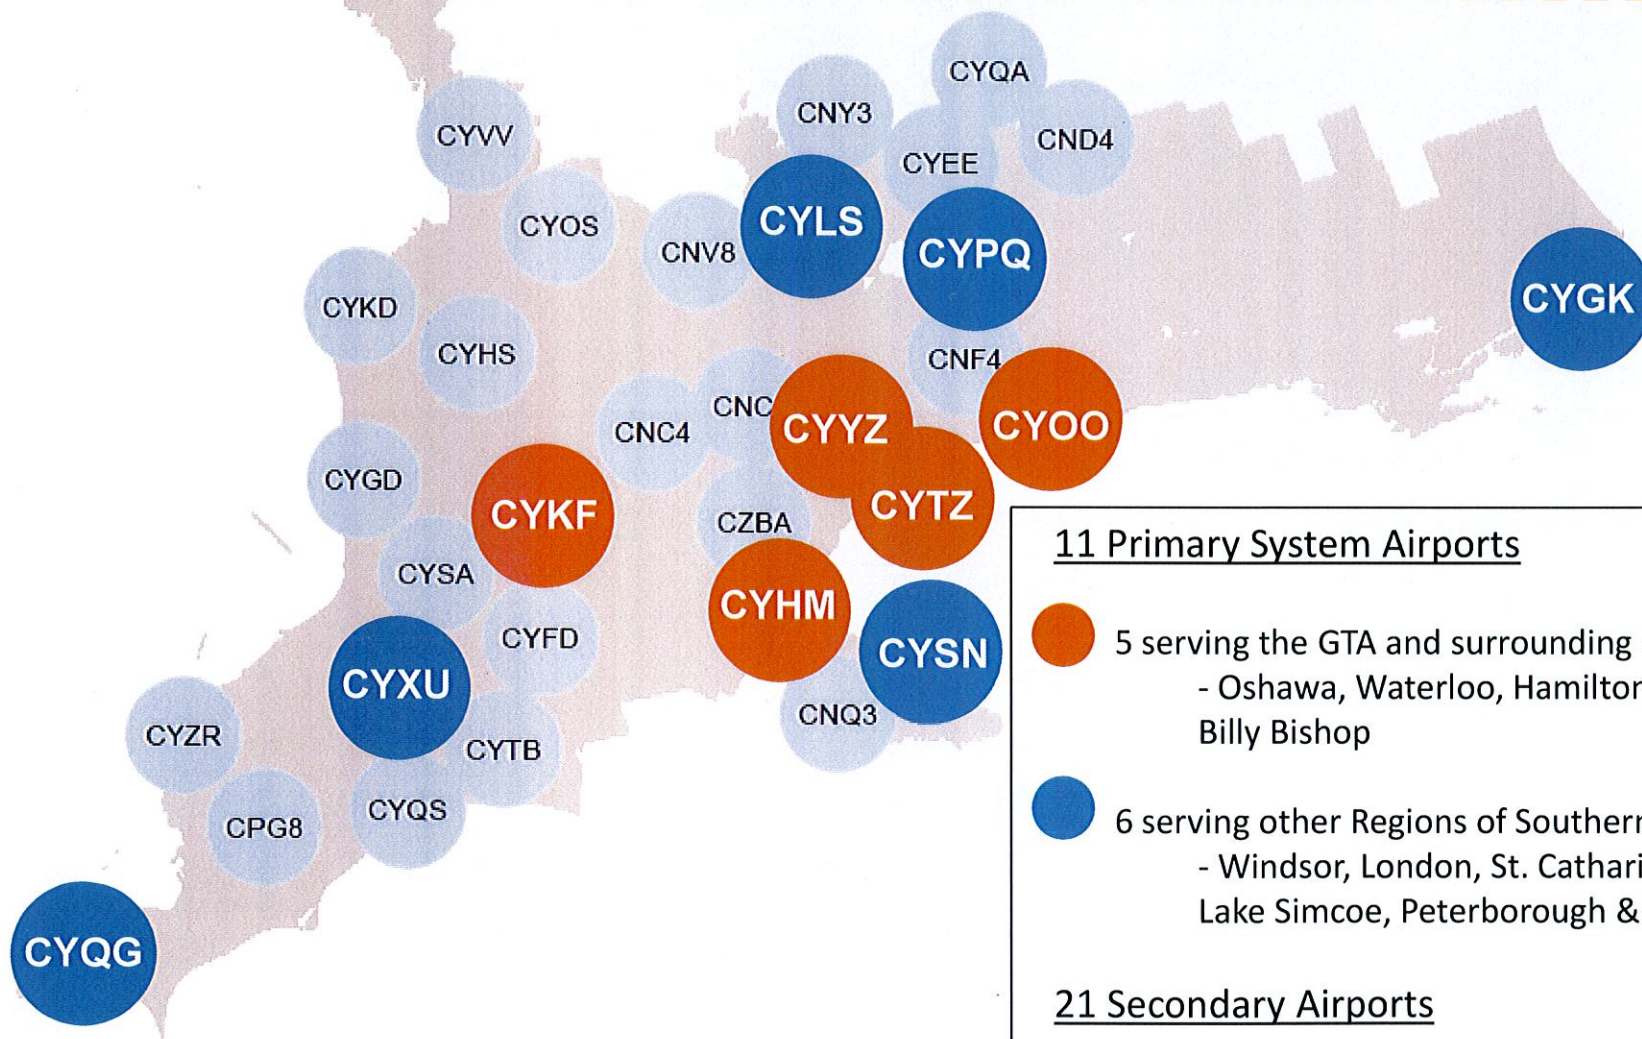 CYQA
CNY3
CYVV
CND4
CYEE
CYOS
CYLS
CNV8
CYPQ
CYGK
CYKD
CYHS
CNF4
CNC
CYYZ
CYOO
CNC4
CYGD
CYTZ
CYKF
CZBA
CYSA
CYHM
CYFD
CYSN
CYXU
CNQ3
CYZR
CYTB
CYQS
CPG8
CYQG
11 Primary System Airports
5 serving the GTA and surrounding
- Oshawa, Waterloo, Hamilton
Billy Bishop
6 serving other Regions of Southern
- Windsor, London, St. Cathari
Lake Simcoe, Peterborough &
21 Secondary Airports